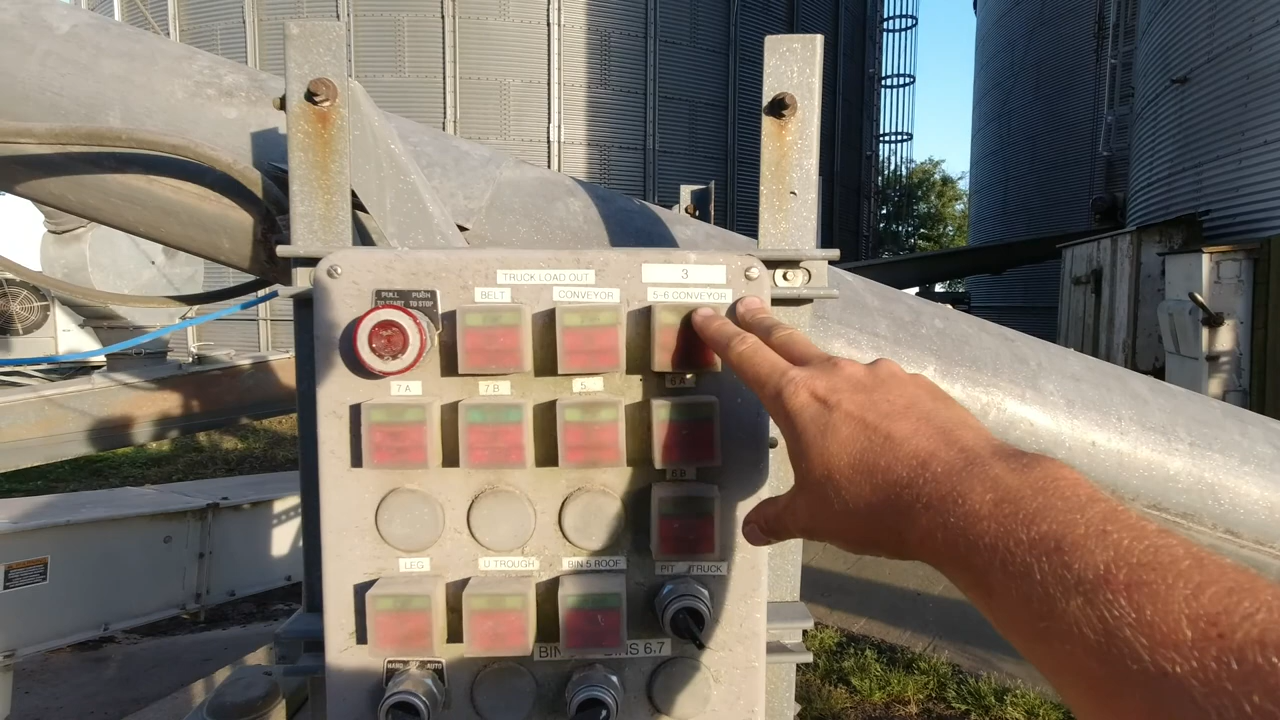 TRUCK LOAD OUT
3
PULL PUSH
TO START TO STOP
BELT
CONVEYOR
5-6 CONVEYOR
7A
7B
5
6A
6B
LEG
U TROUGH
BIN 5 ROOF
PIT TRUCK
BIN
BINS 6,7
HAND AUTO